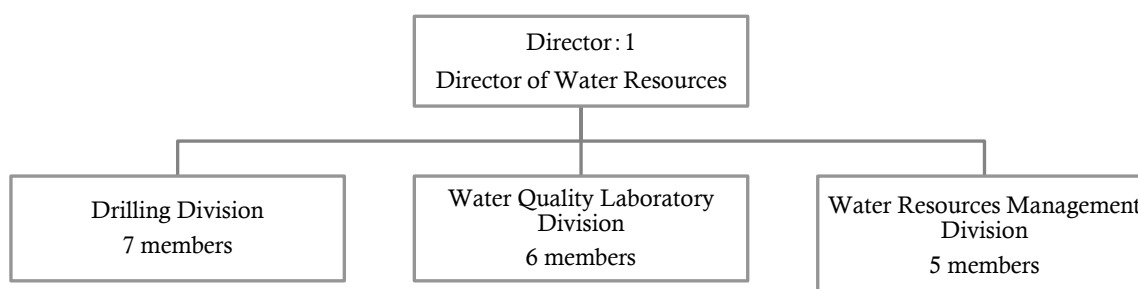 Director: 1
Director of Water Resources
Drilling Division
7 members
Water Quality Laboratory
Division
6 members
Water Resources Management
Division
5 members